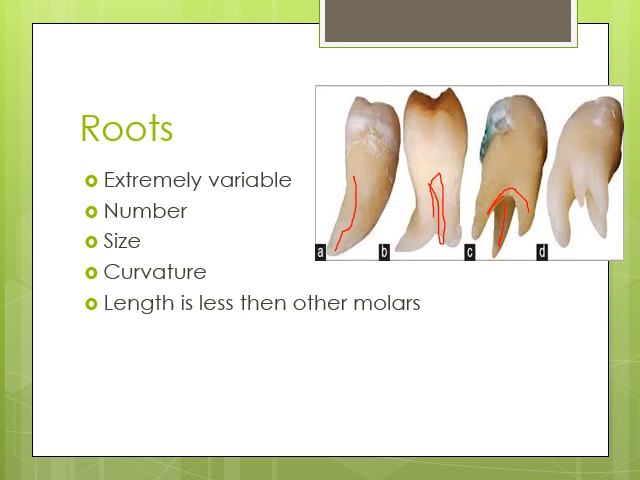 Roots
Extremely variable
Number
Size
Curvature
Length is less then other molars
a b c d